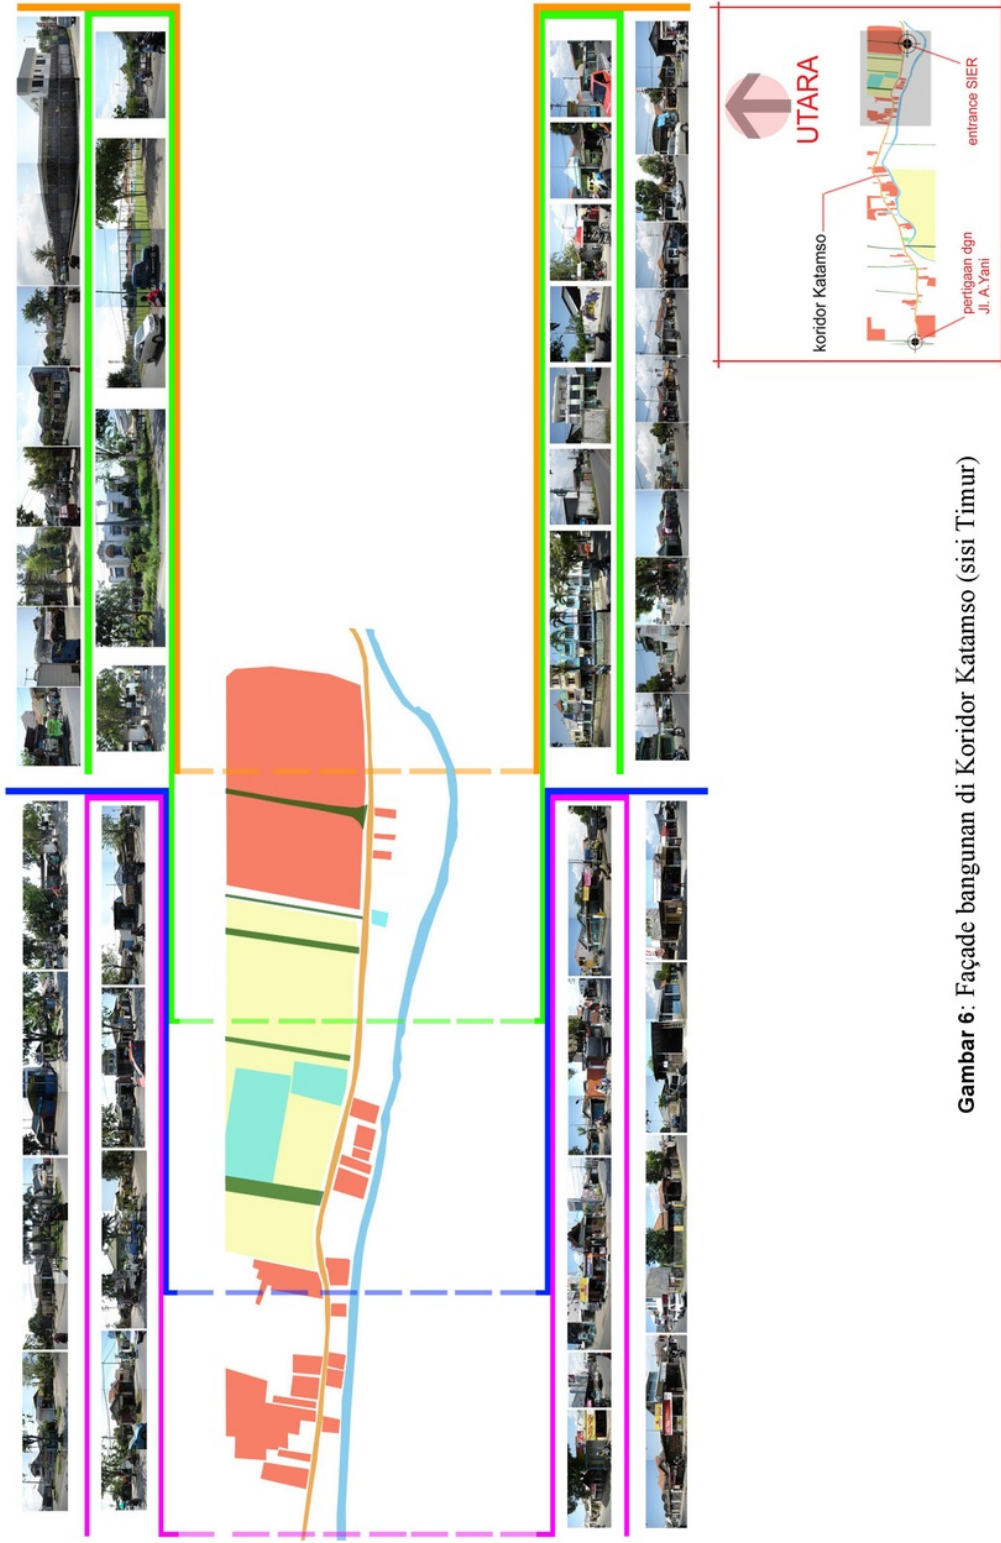 UTARA
koridor Katamso
entrance SIER
pertigaan dgn
Jl. A.Yani
Gambar 6: Façade bangunan di Koridor Katamso (sisi Timur)